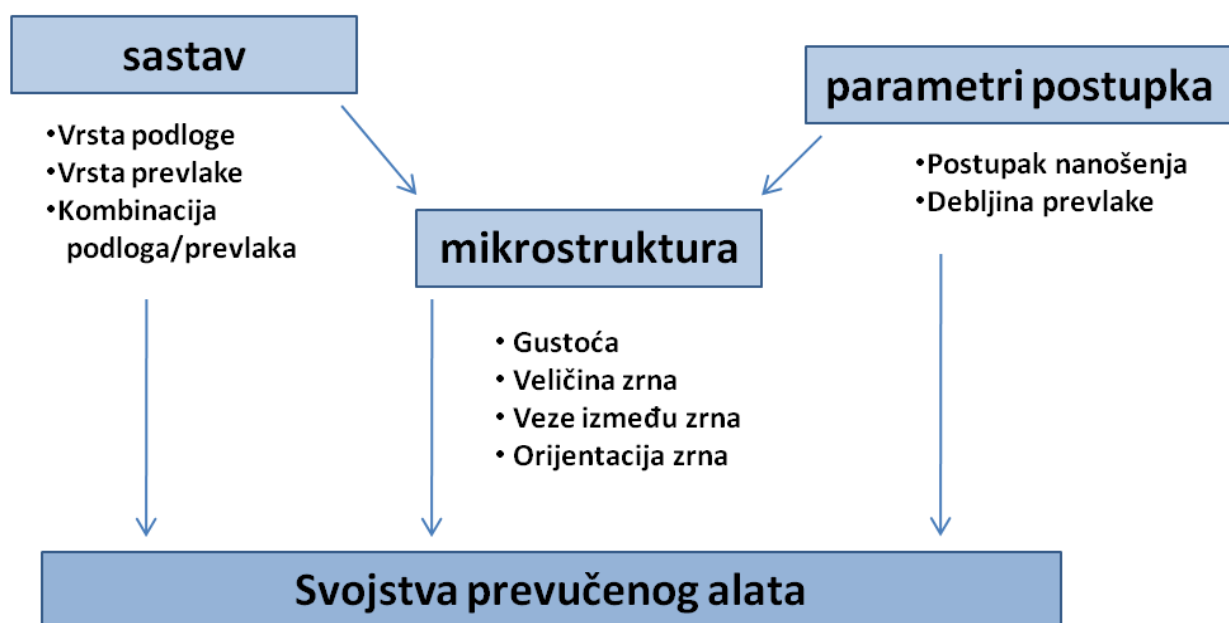 sastav
•Vrsta podloge
•Vrsta prevlake
•Kombinacija
podloga/prevlaka
parametri postupka
•Postupak nanošenja
•Debljina prevlake
mikrostruktura
• Gustoća
• Veličina zrna
• Veze između zrna
• Orijentacija zrna
Svojstva prevučenog alata